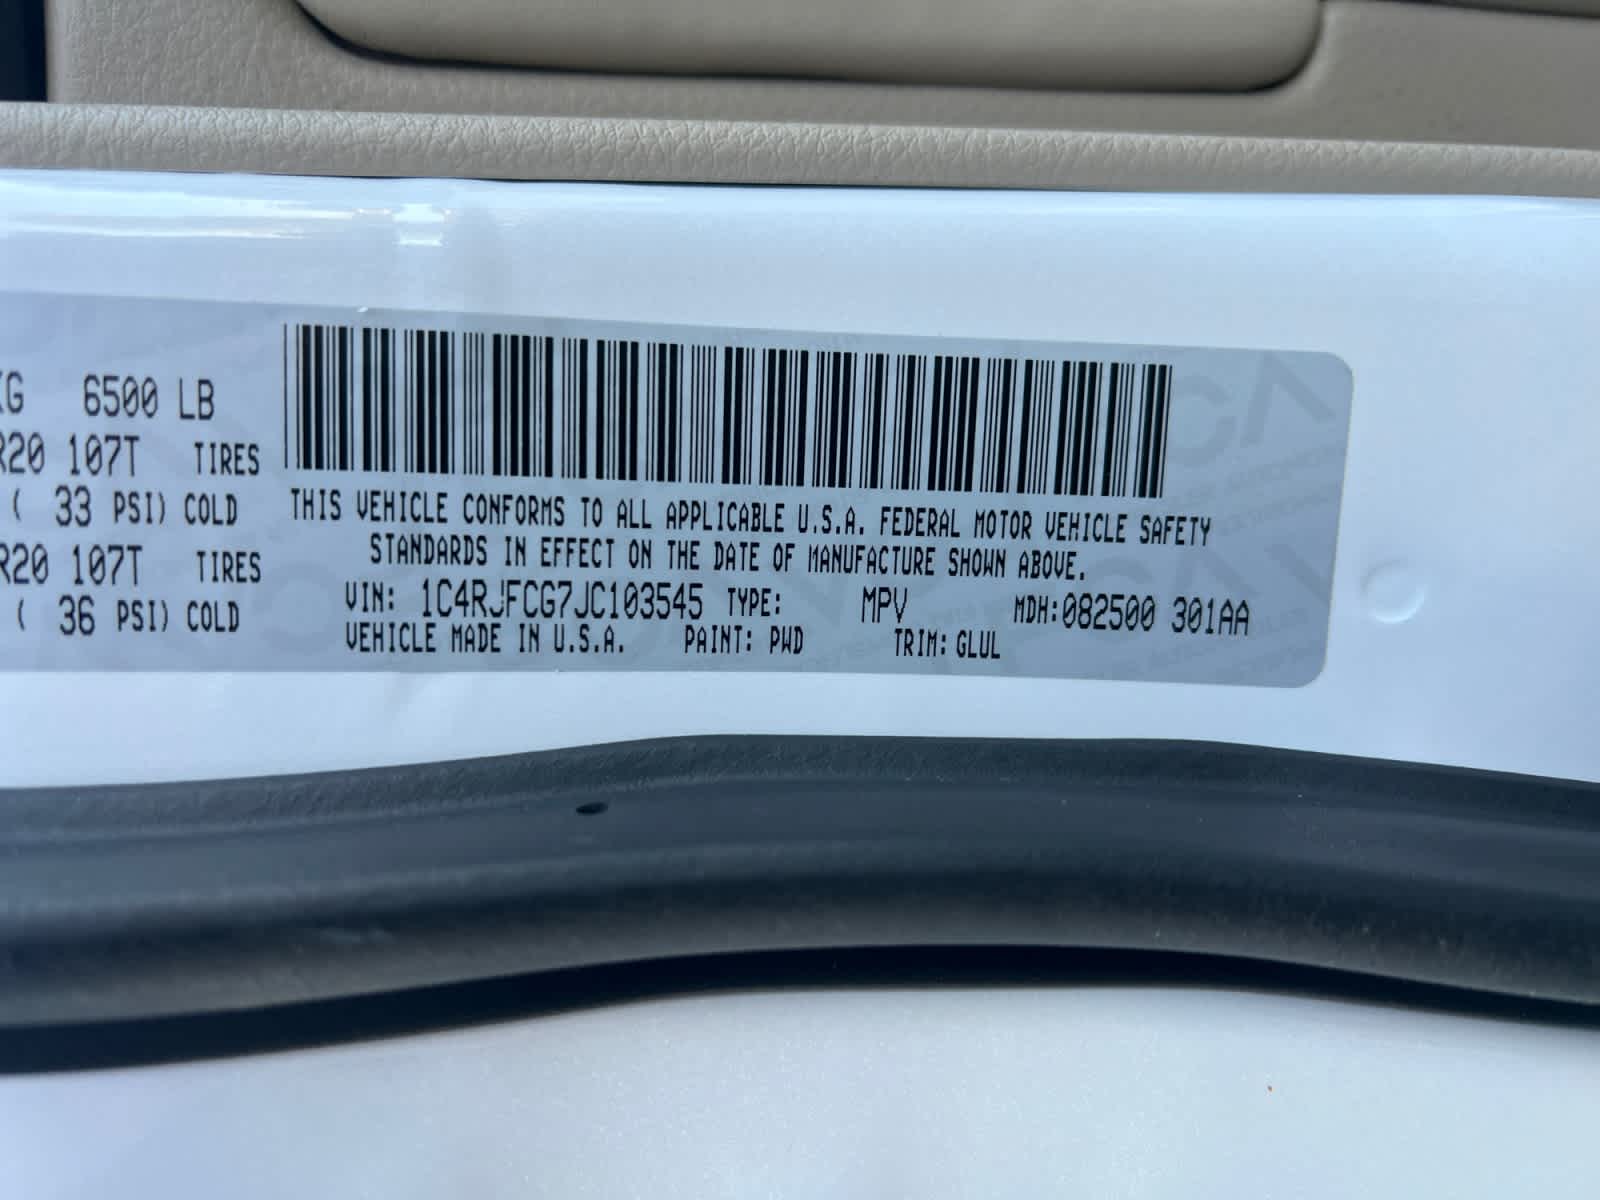 KG 6500 LB
R20 107T TIRES
( 33 PSI) COLD
R20 107T TIRES
( 36 PSI) COLD
THIS VEHICLE CONFORMS TO ALL APPLICABLE U.S.A. FEDERAL MOTOR VEHICLE SAFETY
STANDARDS IN EFFECT ON THE DATE OF MANUFACTURE SHOWN ABOVE.
VIN: 1C4RJFCG7JC103545 TYPE: MPV MDH:082500 301AA
VEHICLE MADE IN U.S.A. PAINT: PWD TRIM: GLUL